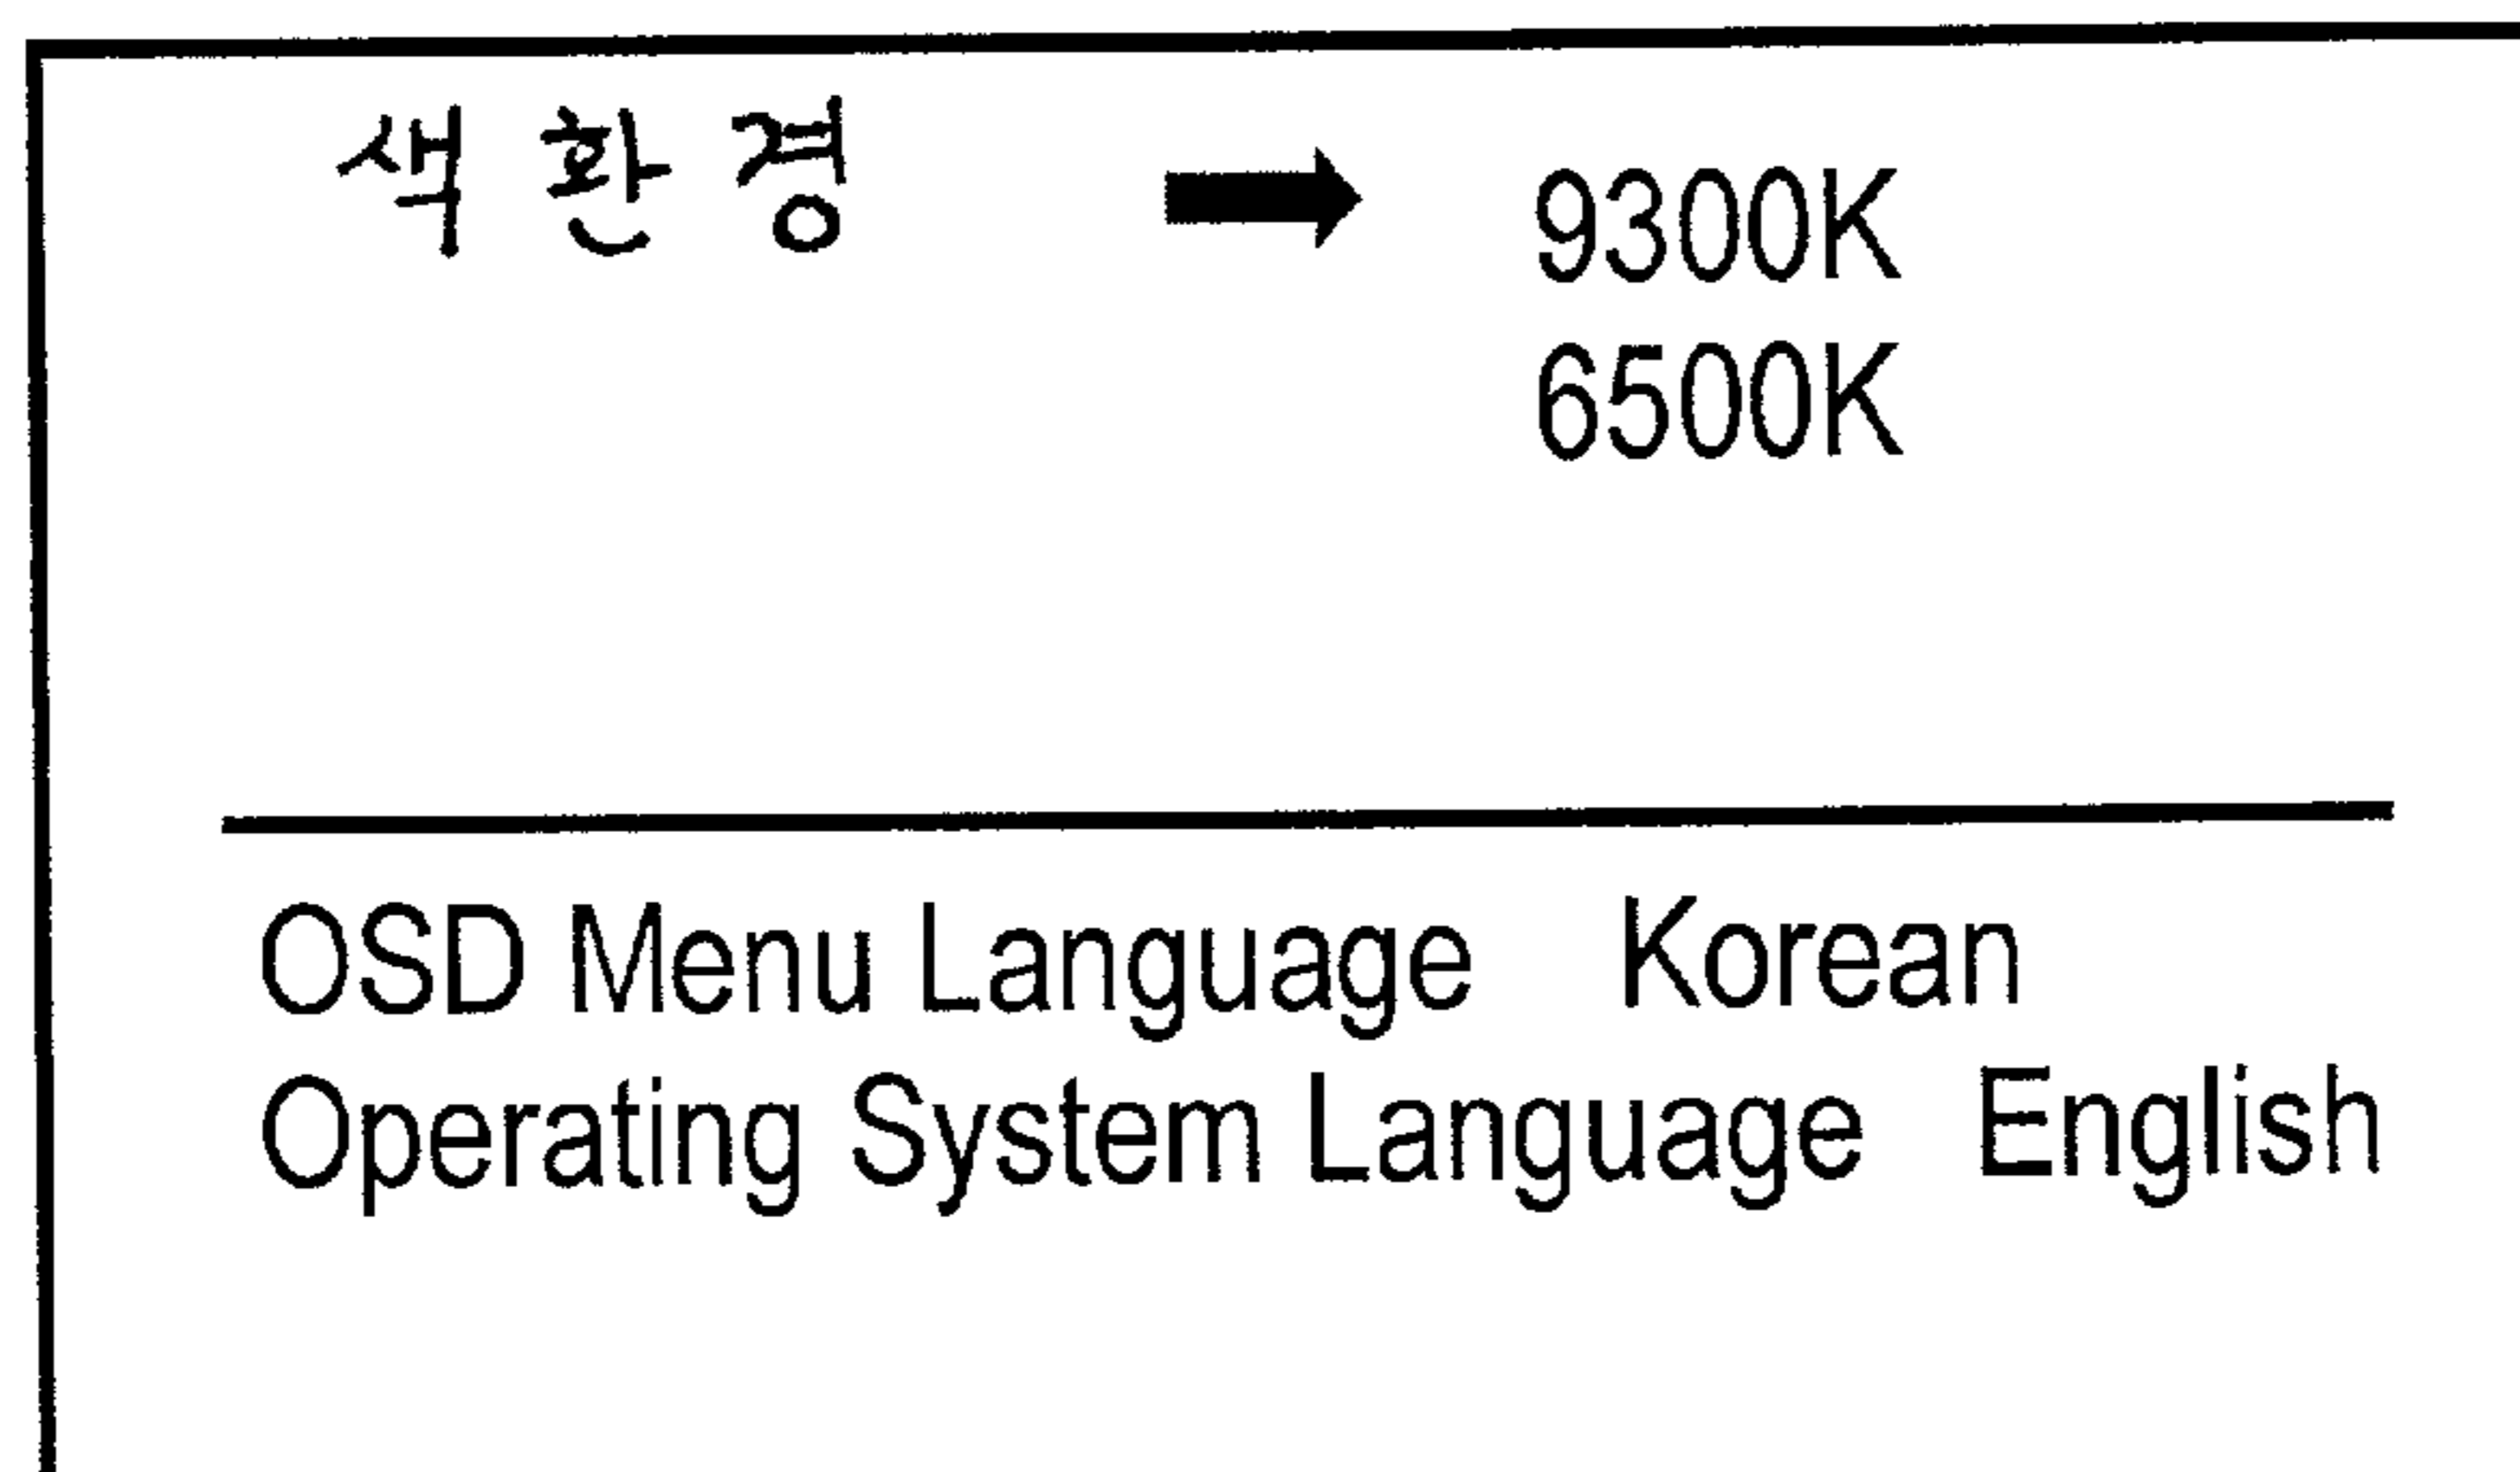 색환경 → 9300K
6500K
OSD Menu Language Korean
Operating System Language English